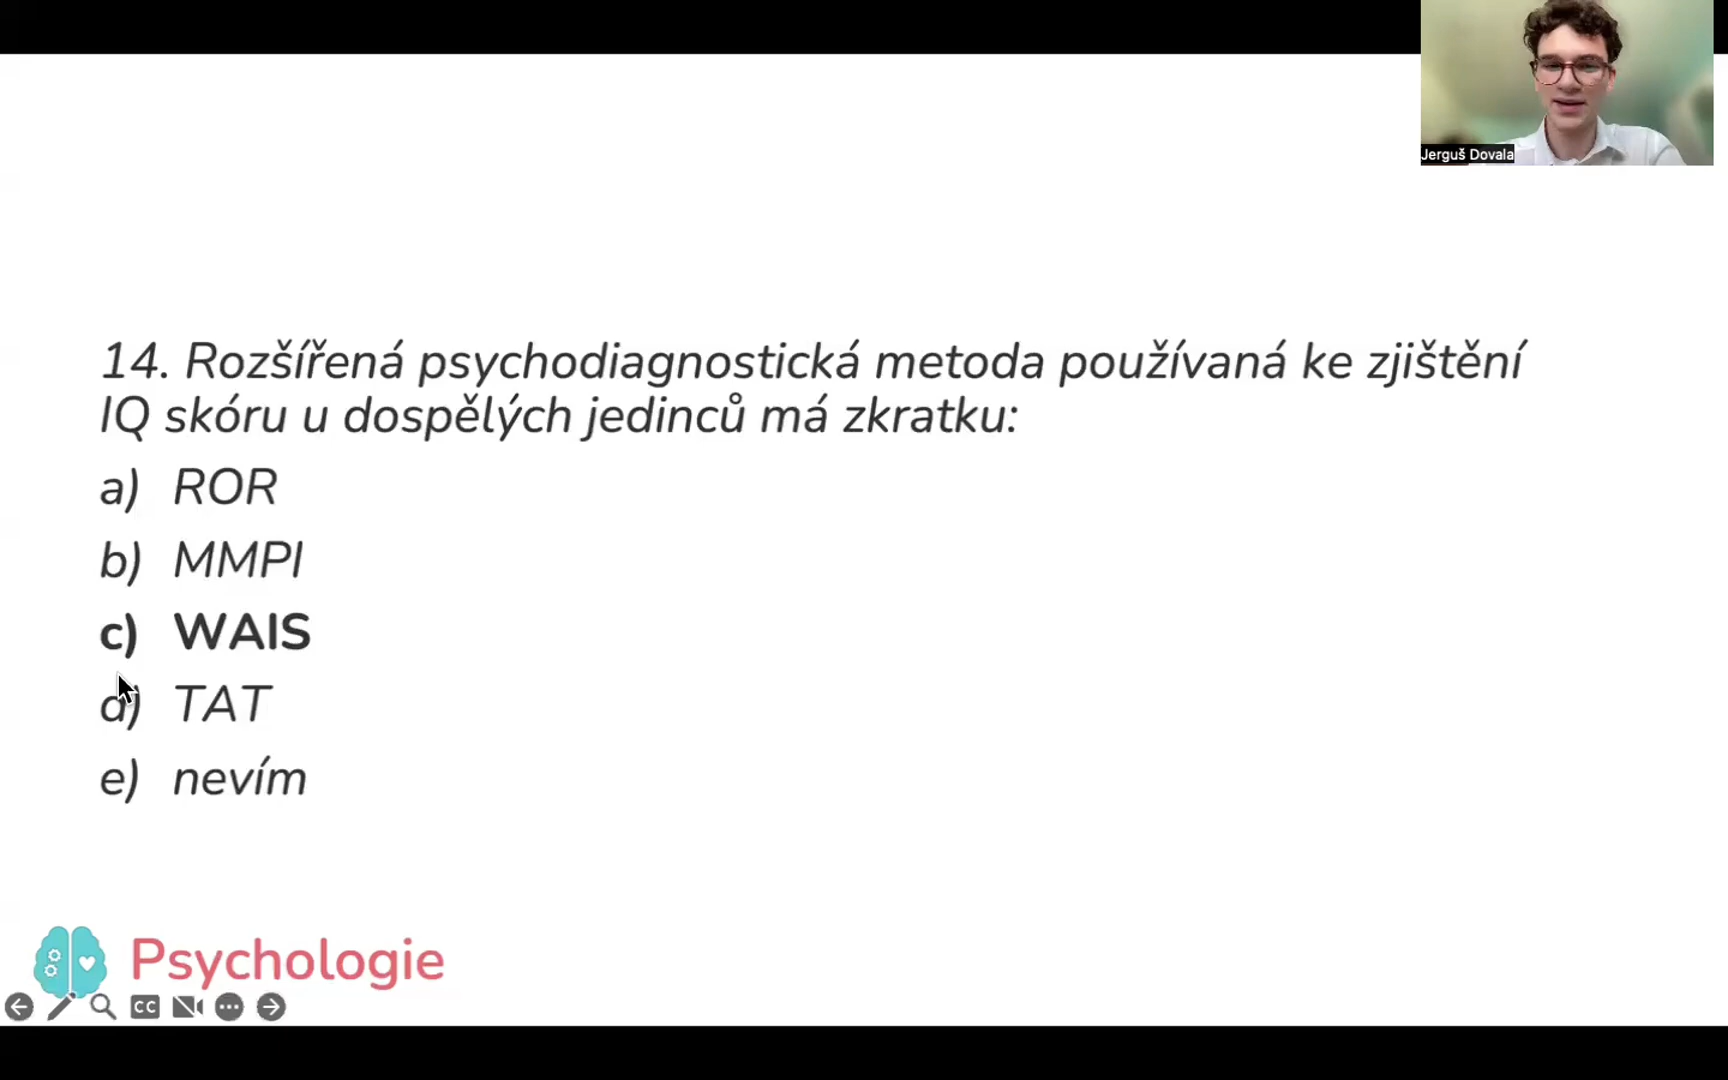 Jerguš Dovala
14. Rozšířená psychodiagnostická metoda používaná ke zjištění
IQ skóru u dospělých jedinců má zkratku:
a) ROR
b) MMPI
c) WAIS
d) TAT
e) nevím
Psychologie
CC